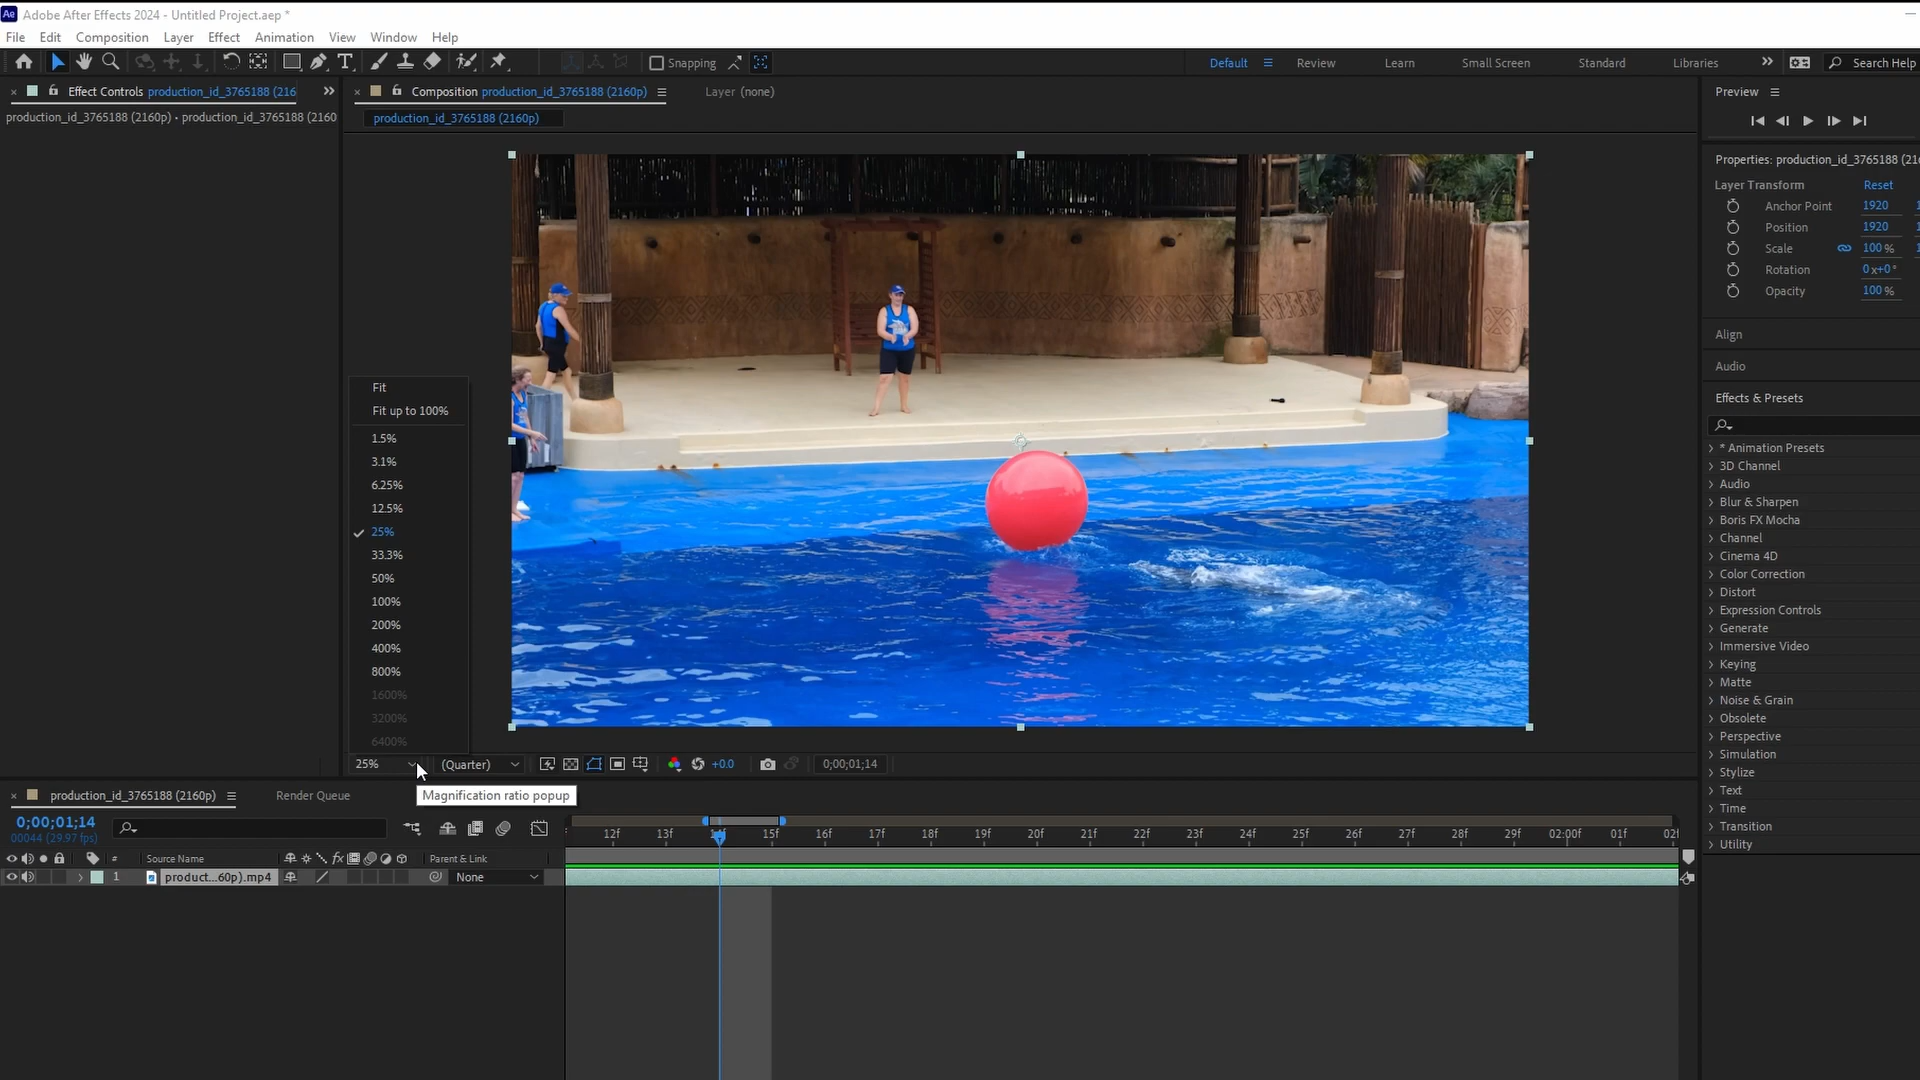 Ae Adobe After Effects 2024 - Untitled Project.aep *
File Edit Composition Layer Effect Animation View Window Help
Snapping
Default Review Learn Small Screen Standard Libraries Search Help
Effect Controls production_id_3765188 (216
production_id_3765188 (2160p) • production_id_3765188 (2160
Composition production_id_3765188 (2160p)
Layer (none)
production_id_3765188 (2160p)
Fit
Fit up to 100%
1.5%
3.1%
6.25%
12.5%
25%
33.3%
50%
100%
200%
400%
800%
1600%
3200%
6400%
25% (Quarter) +0.0 0;00;01;14
Magnification ratio popup
Preview
Properties: production_id_3765188 (21
Layer Transform Reset
Anchor Point 1920
Position 1920
Scale 100 %
Rotation 0x+0°
Opacity 100 %
Align
Audio
Effects & Presets
* Animation Presets
3D Channel
Audio
Blur & Sharpen
Boris FX Mocha
Channel
Cinema 4D
Color Correction
Distort
Expression Controls
Generate
Immersive Video
Keying
Matte
Noise & Grain
Obsolete
Perspective
Simulation
Stylize
Text
Time
Transition
Utility
production_id_3765188 (2160p) Render Queue
0;00;01;14
00044 (29.97 fps)
12f 13f 14f 15f 16f 17f 18f 19f 20f 21f 22f 23f 24f 25f 26f 27f 28f 29f 02:00f 01f 02
# Source Name fx Parent & Link
1 product...60p).mp4 None